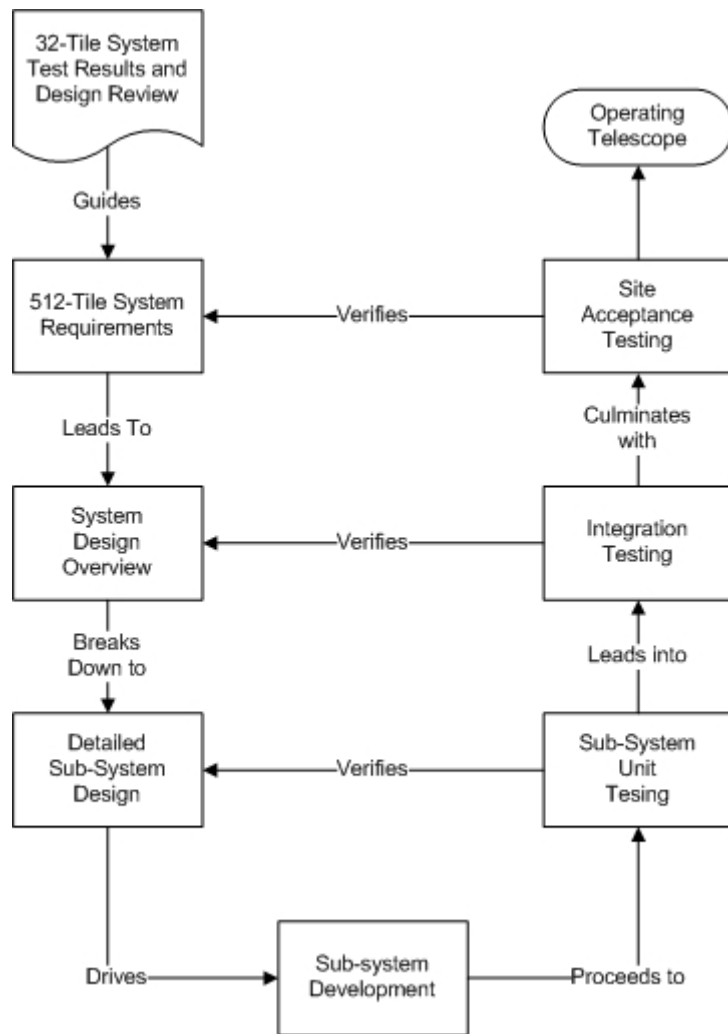 32-Tile System
Test Results and
Design Review
Operating
Telescope
Guides
512-Tile System
Requirements
Verifies
Site
Acceptance
Testing
Leads To
Culminates
with
System
Design
Overview
Verifies
Integration
Testing
Breaks
Down to
Leads into
Detailed
Sub-System
Design
Verifies
Sub-System
Unit
Tesing
Drives
Sub-system
Development
Proceeds to